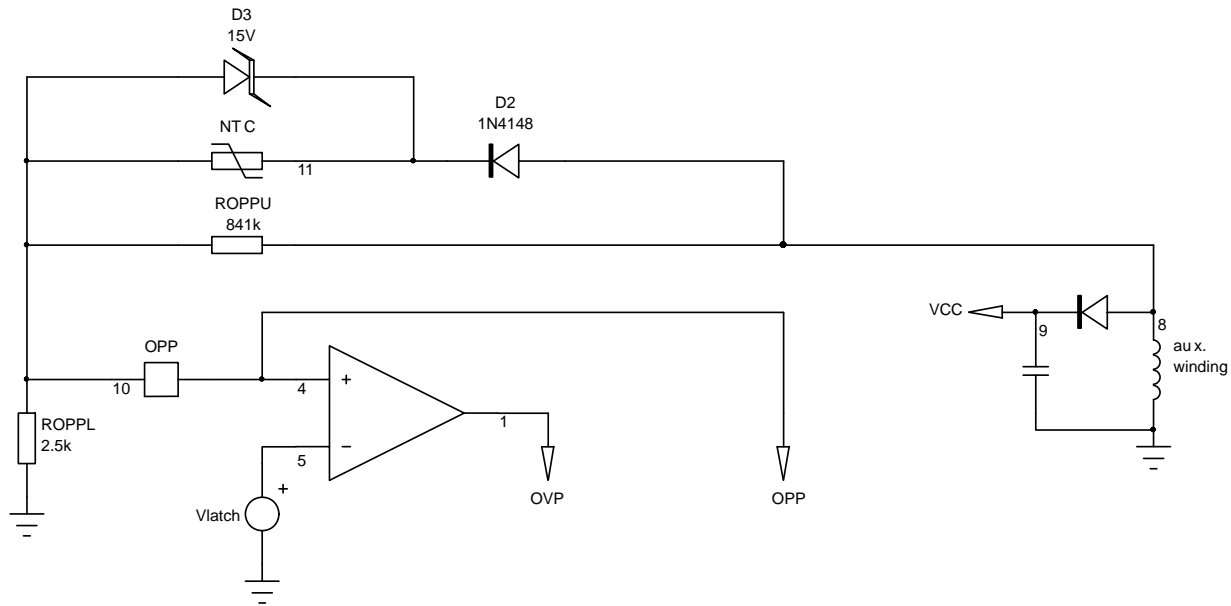 D3
15V
D2
1N4148
NTC
11
ROPPU
841k
VCC
9
8
aux.
winding
OPP
10
4
+
1
ROPPL
2.5k
5
−
+
Vlatch
OVP
OPP